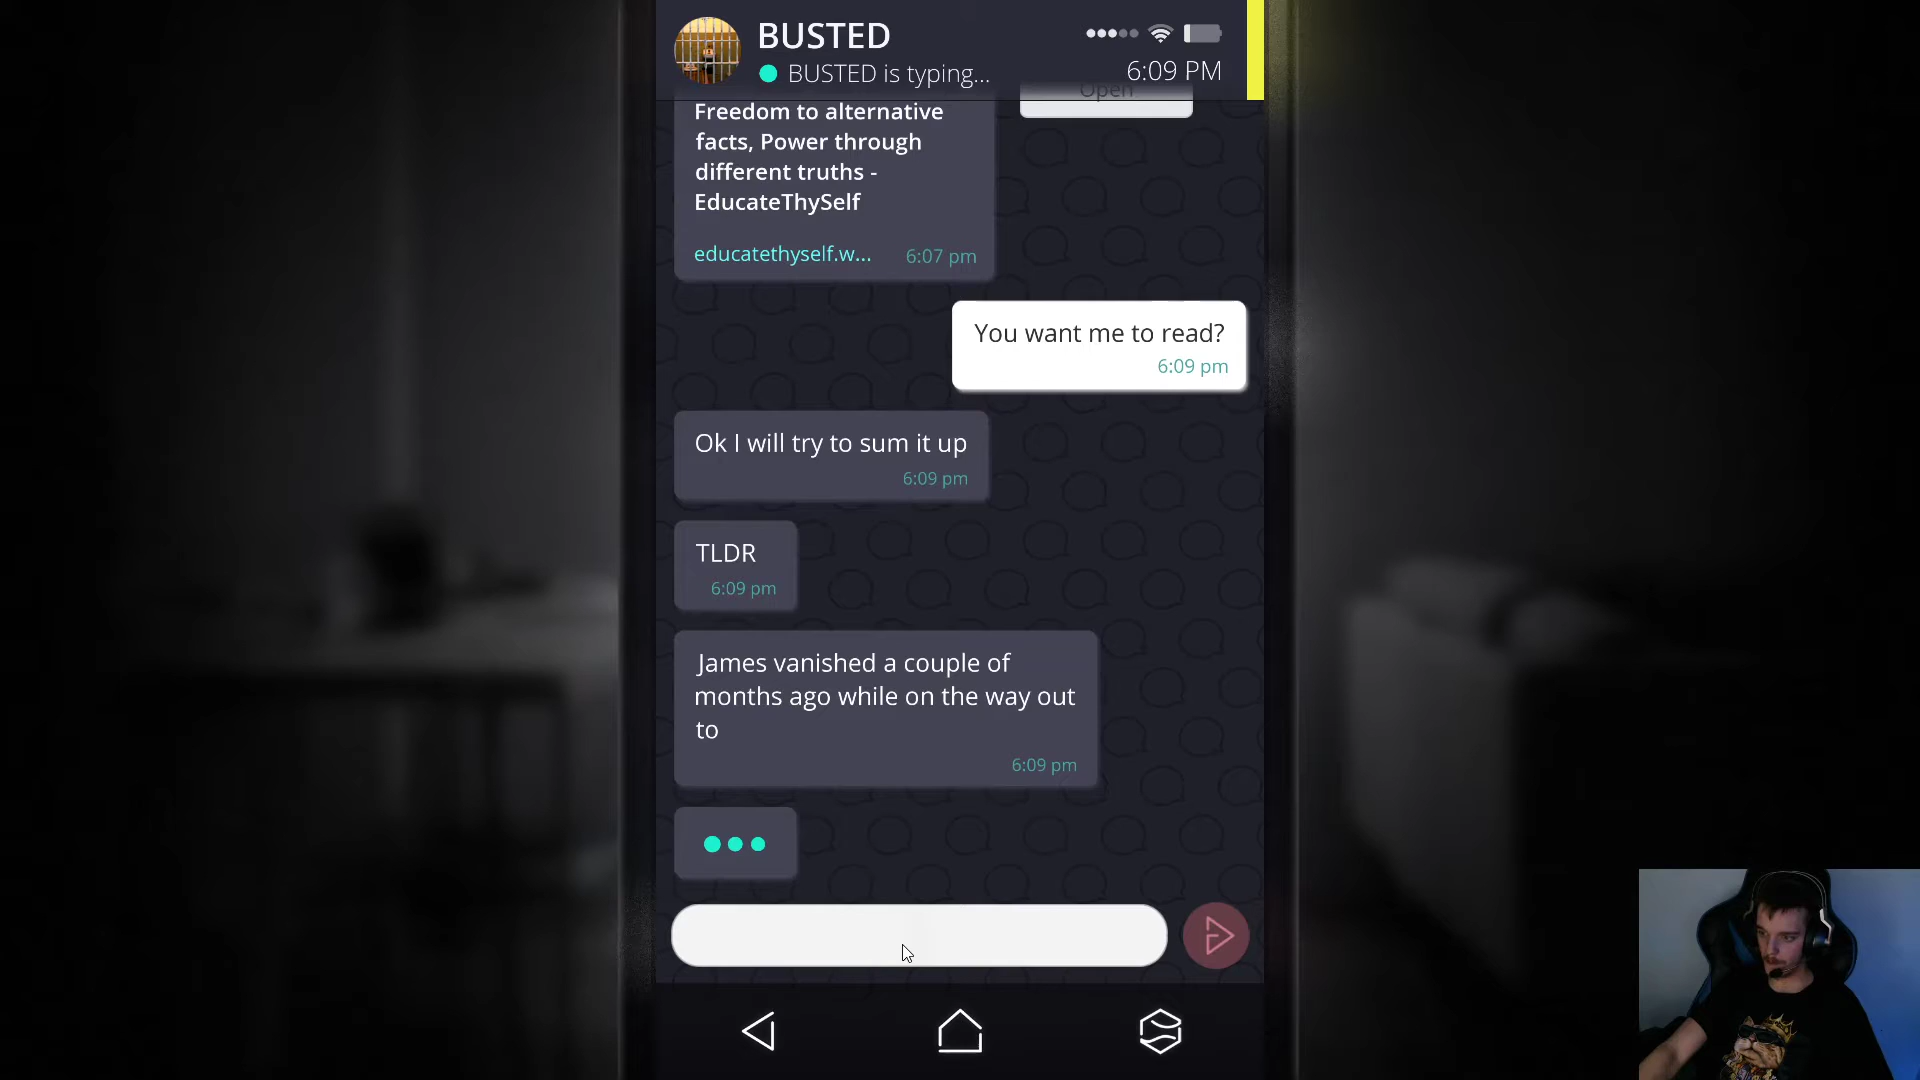 BUSTED
BUSTED is typing...
6:09 PM
Open
Freedom to alternative
facts, Power through
different truths -
EducateThySelf
educatethyself.w...
6:07 pm
You want me to read?
6:09 pm
Ok I will try to sum it up
6:09 pm
TLDR
6:09 pm
James vanished a couple of
months ago while on the way out
to
6:09 pm